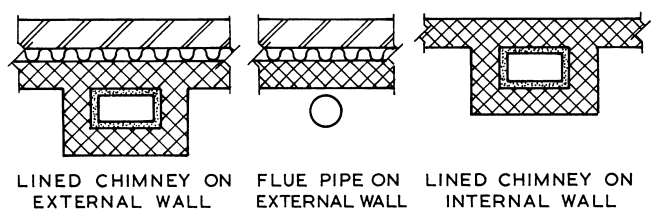 LINED CHIMNEY ON
EXTERNAL WALL
FLUE PIPE ON
EXTERNAL WALL
LINED CHIMNEY ON
INTERNAL WALL